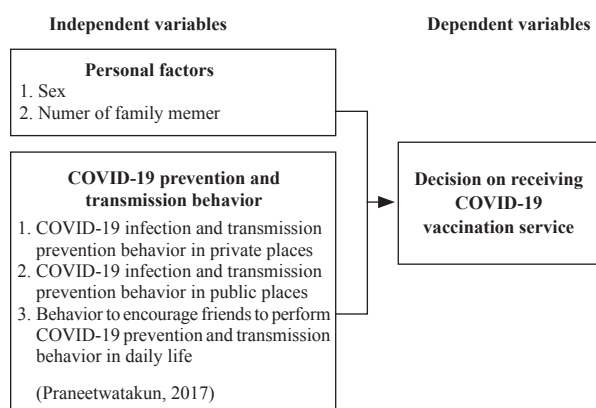 Independent variables
Dependent variables
Personal factors
1. Sex
2. Numer of family memer
COVID-19 prevention and
transmission behavior
1. COVID-19 infection and transmission
prevention behavior in private places
2. COVID-19 infection and transmission
prevention behavior in public places
3. Behavior to encourage friends to perform
COVID-19 prevention and transmission
behavior in daily life
(Praneetwatakun, 2017)
Decision on receiving
COVID-19
vaccination service